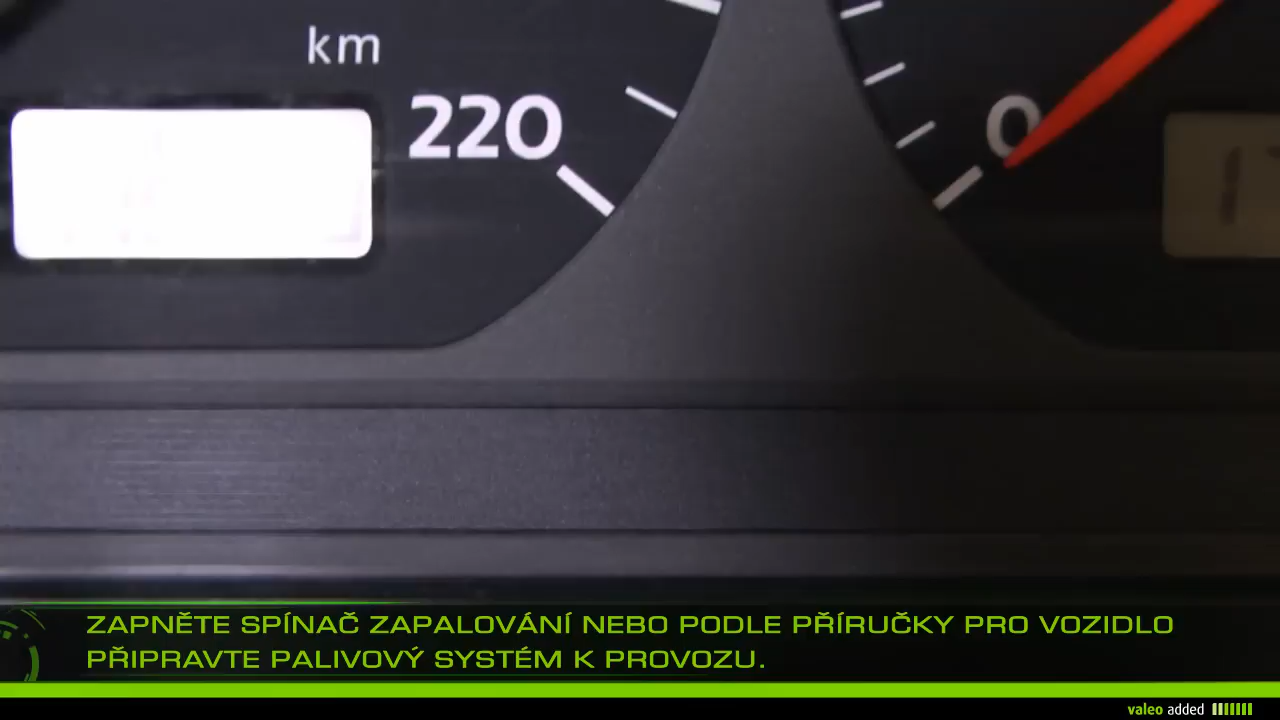 km
220
0
ZAPNĚTE SPÍNAČ ZAPALOVÁNÍ NEBO PODLE PŘÍRUČKY PRO VOZIDLO
PŘIPRAVTE PALIVOVÝ SYSTÉM K PROVOZU.
valeo added